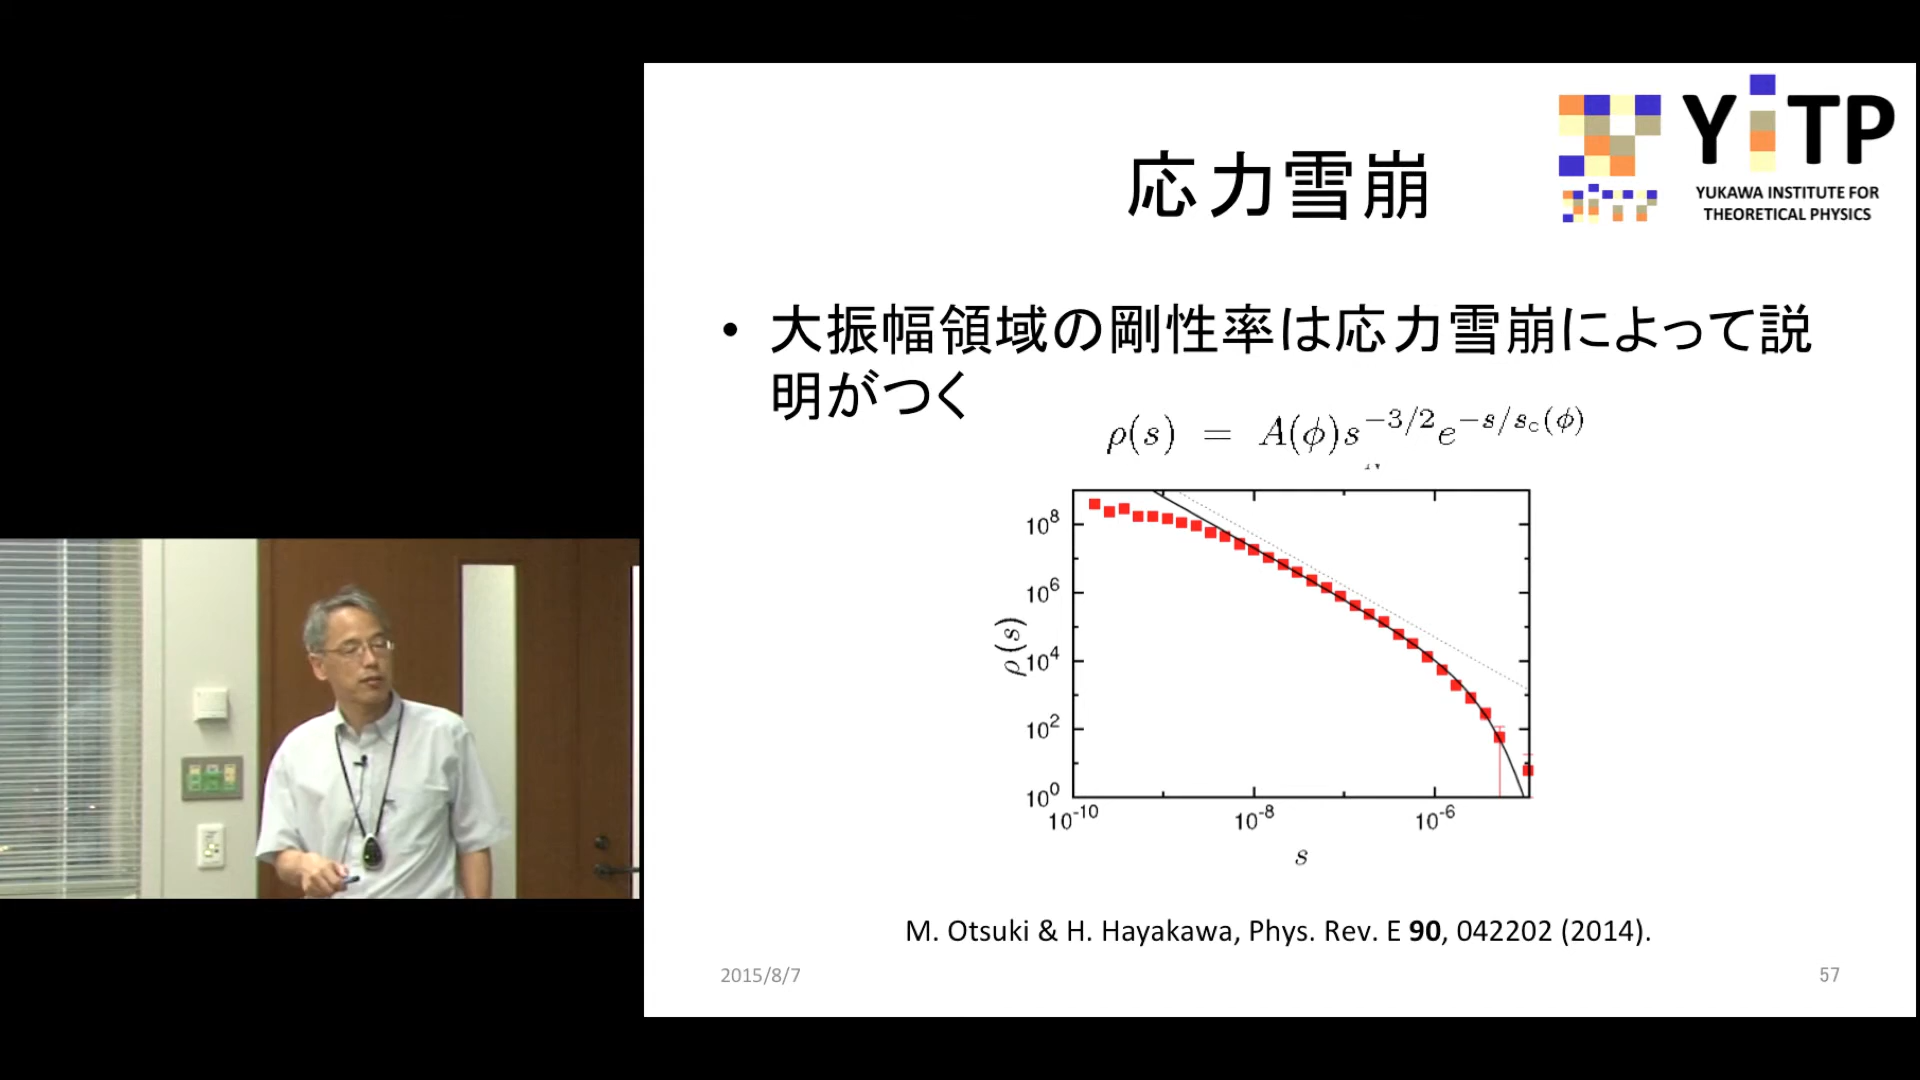 YiTP
YUKAWA INSTITUTE FOR
THEORETICAL PHYSICS
応力雪崩
• 大振幅領域の剛性率は応力雪崩によって説
明がつく
ρ(s) = A(ϕ)s^{-3/2}e^{-s/s_c(ϕ)}
10^8
10^6
10^4
10^2
10^0
ρ(s)
10^-10 10^-8 10^-6
s
M. Otsuki & H. Hayakawa, Phys. Rev. E 90, 042202 (2014).
2015/8/7
57